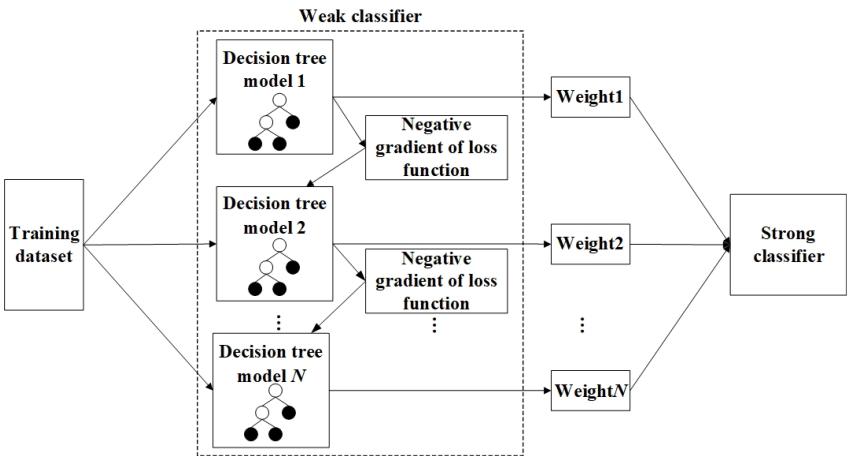 Weak classifier
Decision tree
model 1
Weight1
Negative
gradient of loss
function
Training
dataset
Decision tree
model 2
Weight2
Strong
classifier
Negative
gradient of loss
function
⋮
⋮
⋮
Decision tree
model N
WeightN